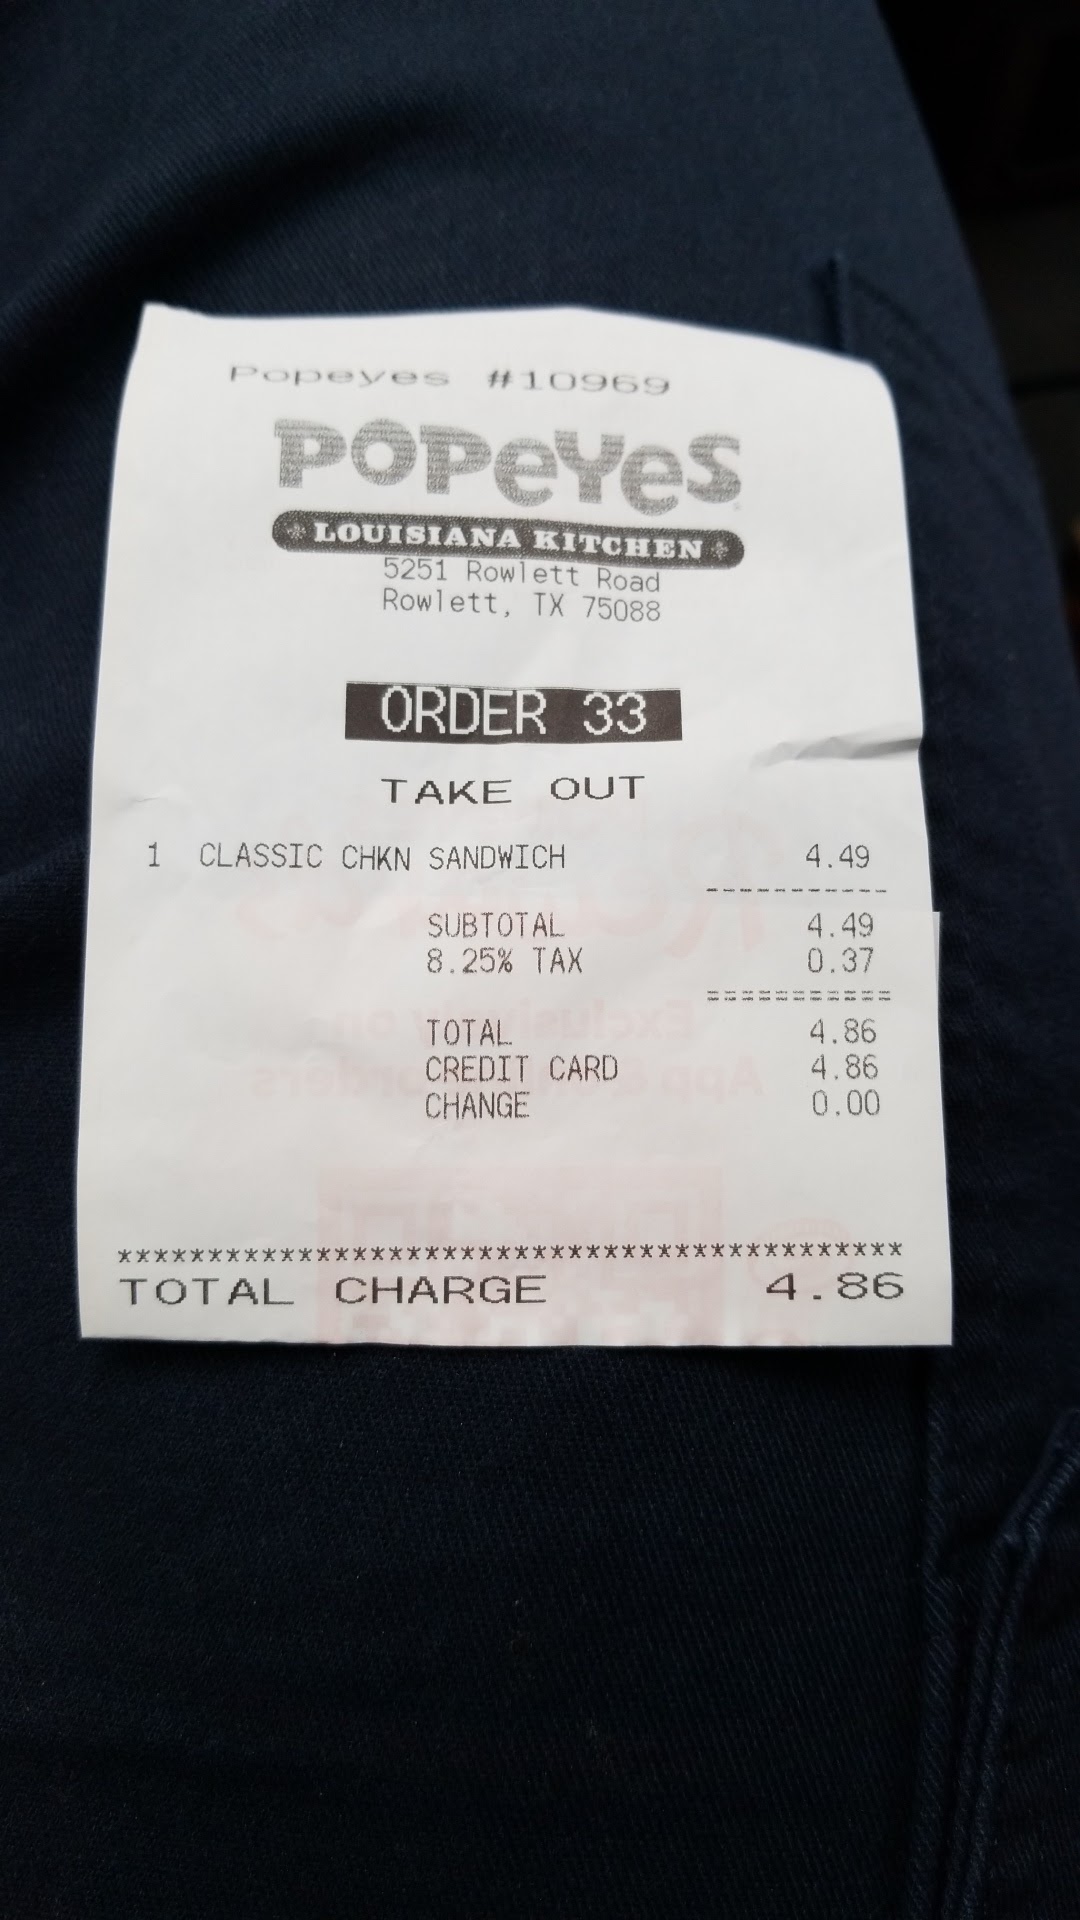 Popeyes #10969
POPEYES
LOUISIANA KITCHEN
5251 Rowlett Road
Rowlett, TX 75088
ORDER 33
TAKE OUT
1 CLASSIC CHKN SANDWICH 4.49
----------
SUBTOTAL 4.49
8.25% TAX 0.37
==========
TOTAL 4.86
CREDIT CARD 4.86
CHANGE 0.00
********************************************
TOTAL CHARGE 4.86